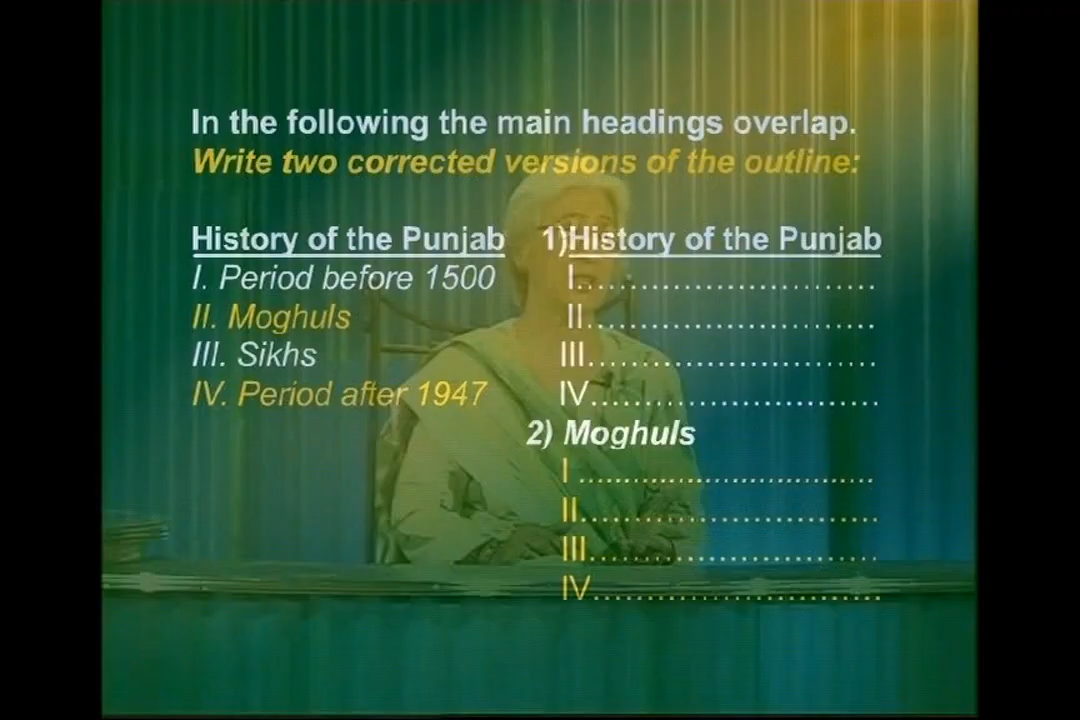 In the following the main headings overlap.
Write two corrected versions of the outline:
History of the Punjab
I. Period before 1500
II. Moghuls
III. Sikhs
IV. Period after 1947
1)History of the Punjab
I..............................
II..............................
III..............................
IV..............................
2) Moghuls
I ..............................
II..............................
III..............................
IV..............................